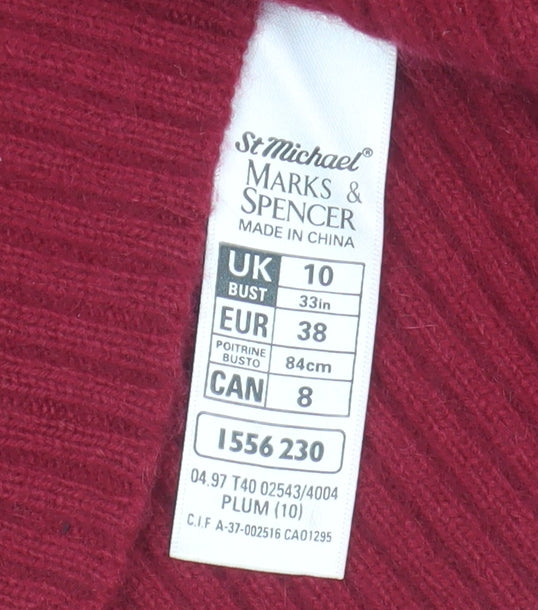 St Michael®
MARKS &
SPENCER
MADE IN CHINA
UK 10
BUST 33in
EUR 38
POITRINE
BUSTO 84cm
CAN 8
1556 230
04.97 T40 02543/4004
PLUM (10)
C.I.F A-37-002516 CA01295